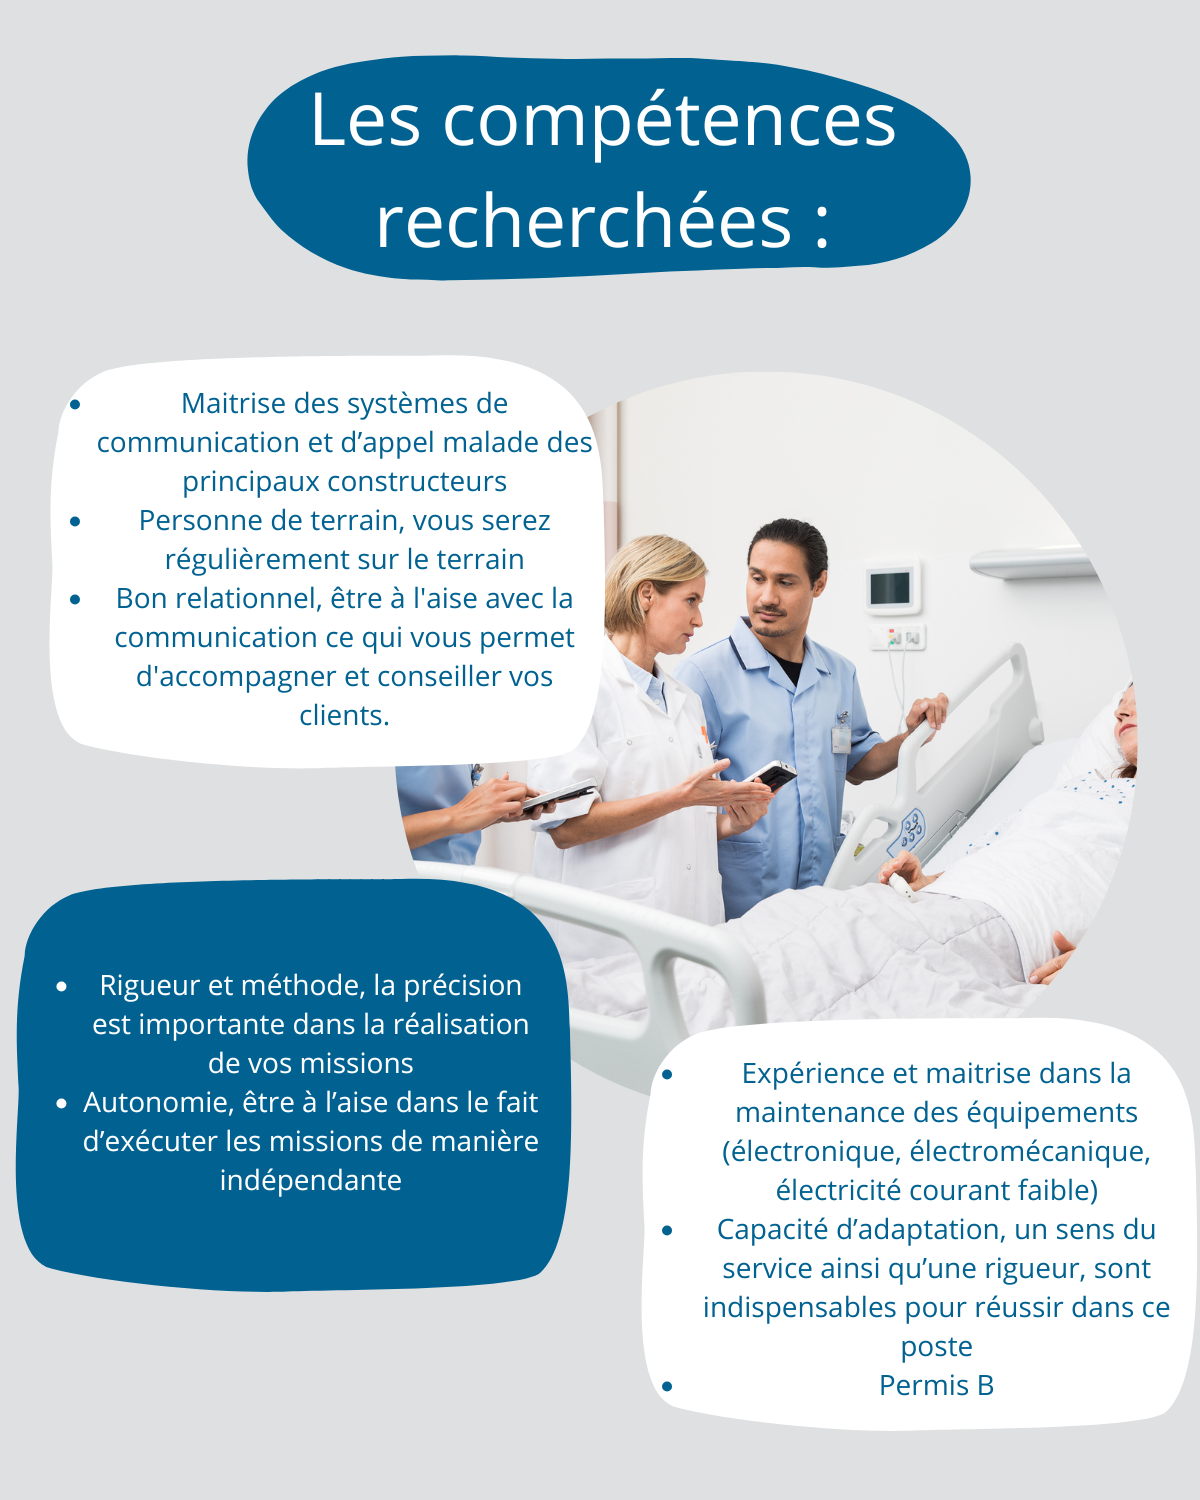 Les compétences
recherchées :
• Maitrise des systèmes de
communication et d’appel malade des
principaux constructeurs
• Personne de terrain, vous serez
régulièrement sur le terrain
• Bon relationnel, être à l'aise avec la
communication ce qui vous permet
d'accompagner et conseiller vos
clients.
• Rigueur et méthode, la précision
est importante dans la réalisation
de vos missions
• Autonomie, être à l’aise dans le fait
d’exécuter les missions de manière
indépendante
• Expérience et maitrise dans la
maintenance des équipements
(électronique, électromécanique,
électricité courant faible)
• Capacité d’adaptation, un sens du
service ainsi qu’une rigueur, sont
indispensables pour réussir dans ce
poste
• Permis B